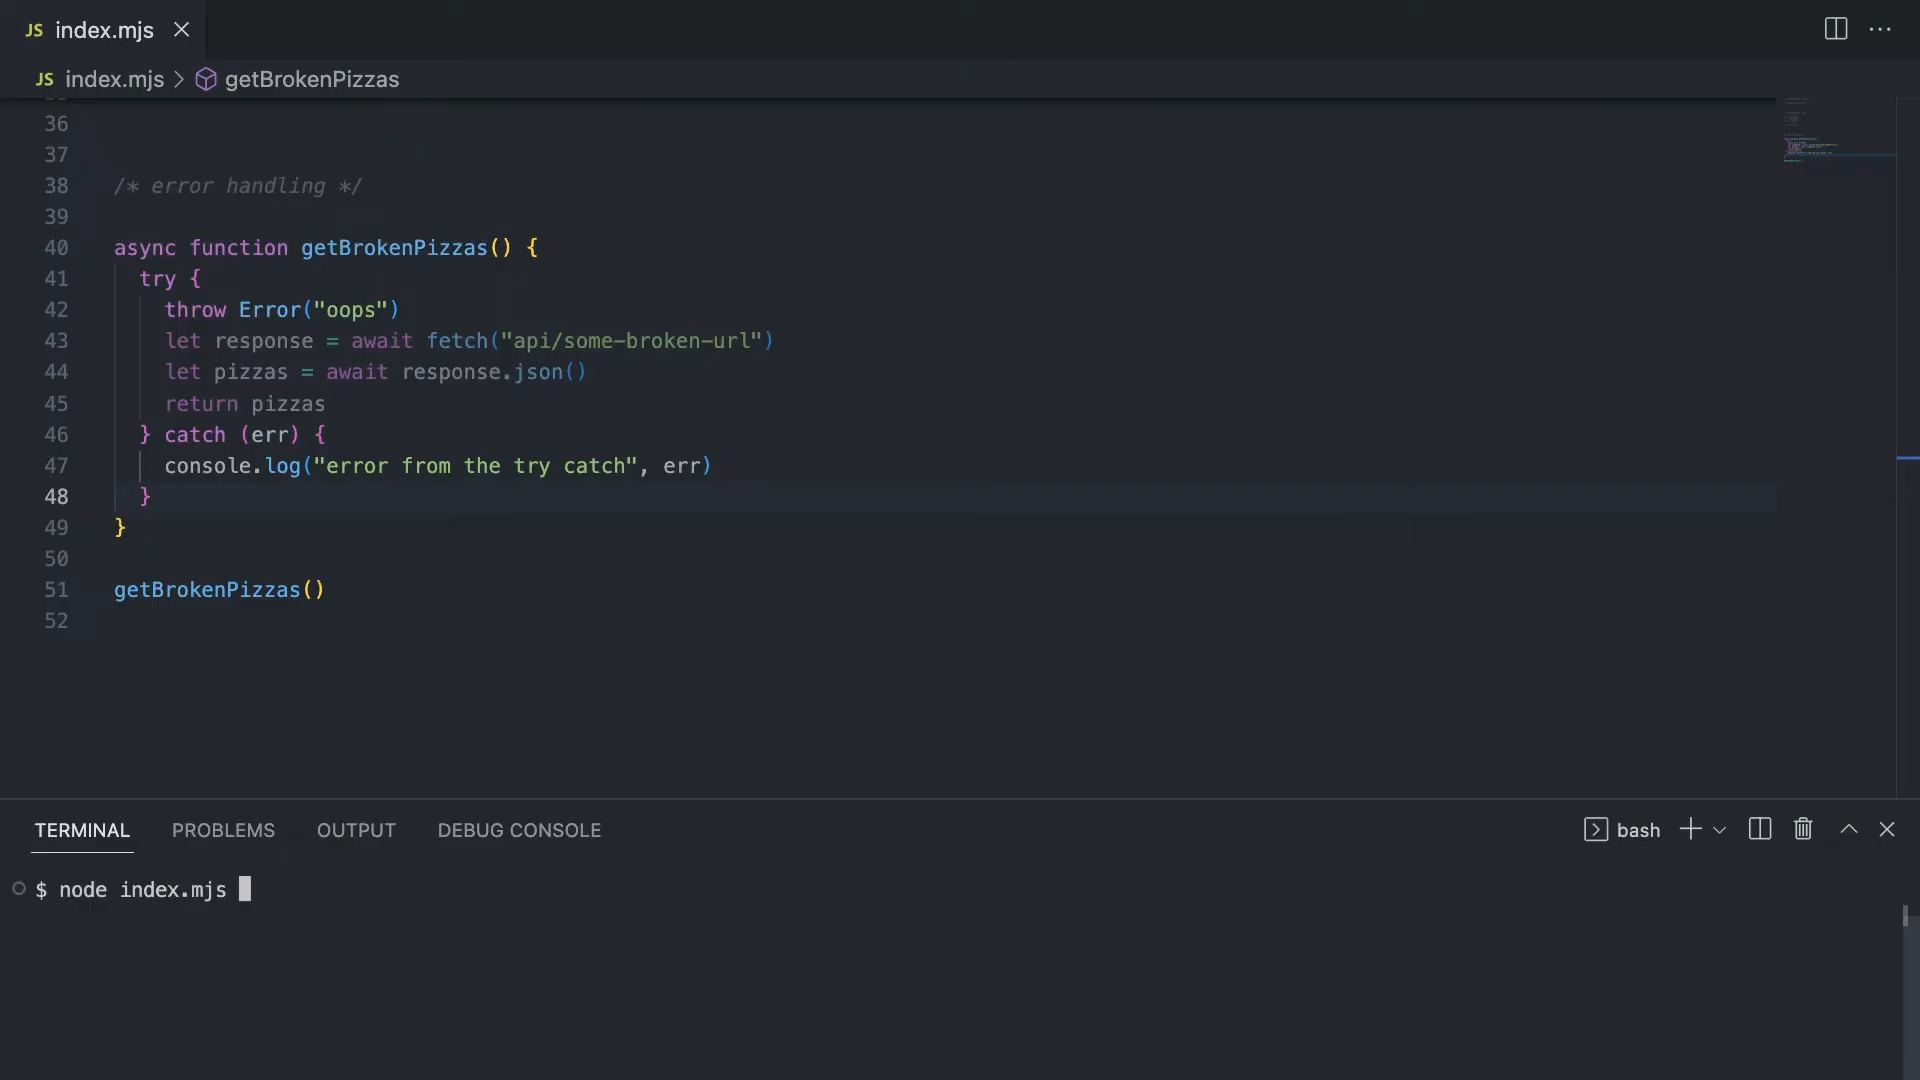 JS index.mjs
JS index.mjs > getBrokenPizzas
36
37
38 /* error handling */
39
40 async function getBrokenPizzas() {
41 try {
42 throw Error("oops")
43 let response = await fetch("api/some-broken-url")
44 let pizzas = await response.json()
45 return pizzas
46 } catch (err) {
47 console.log("error from the try catch", err)
48 }
49 }
50
51 getBrokenPizzas()
52
TERMINAL PROBLEMS OUTPUT DEBUG CONSOLE bash
$ node index.mjs